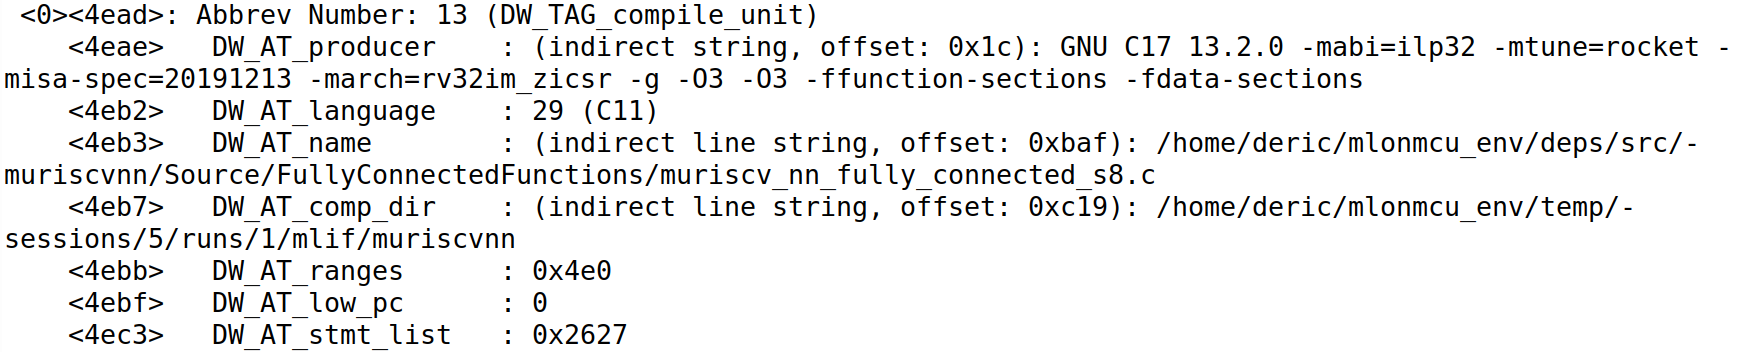 <0><4ead>: Abbrev Number: 13 (DW_TAG_compile_unit)
<4eae>   DW_AT_producer    : (indirect string, offset: 0x1c): GNU C17 13.2.0 -mabi=ilp32 -mtune=rocket -
misa-spec=20191213 -march=rv32im_zicsr -g -O3 -O3 -ffunction-sections -fdata-sections
<4eb2>   DW_AT_language    : 29 (C11)
<4eb3>   DW_AT_name        : (indirect line string, offset: 0xbaf): /home/deric/mlonmcu_env/deps/src/-
muriscvnn/Source/FullyConnectedFunctions/muriscv_nn_fully_connected_s8.c
<4eb7>   DW_AT_comp_dir    : (indirect line string, offset: 0xc19): /home/deric/mlonmcu_env/temp/-
sessions/5/runs/1/mlif/muriscvnn
<4ebb>   DW_AT_ranges      : 0x4e0
<4ebf>   DW_AT_low_pc      : 0
<4ec3>   DW_AT_stmt_list   : 0x2627